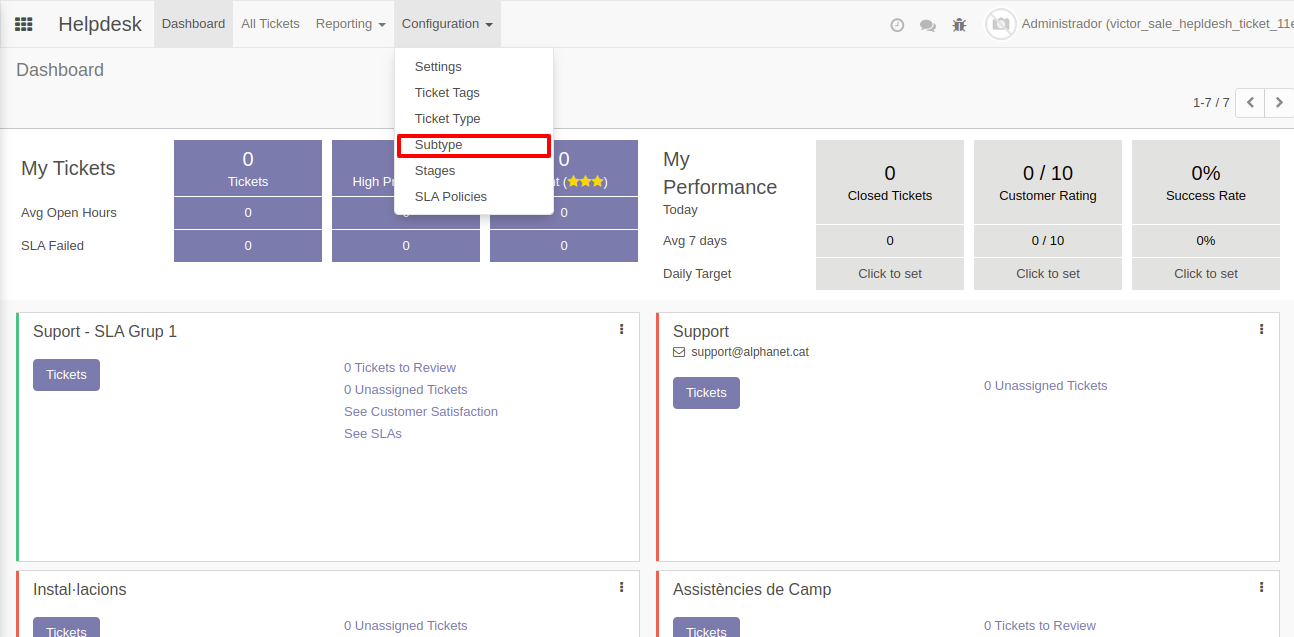 Helpdesk Dashboard All Tickets Reporting Configuration Administrador (victor_sale_hepldesh_ticket_11e
Dashboard
Settings
Ticket Tags
Ticket Type
Subtype
Stages
SLA Policies
1-7 / 7
My Tickets
0
Tickets
High Pr
0
t (★★★)
Avg Open Hours 0 0
SLA Failed 0 0 0
My
Performance
Today
0
Closed Tickets
0 / 10
Customer Rating
0%
Success Rate
Avg 7 days 0 0 / 10 0%
Daily Target Click to set Click to set Click to set
Suport - SLA Grup 1
Tickets
0 Tickets to Review
0 Unassigned Tickets
See Customer Satisfaction
See SLAs
Support
support@alphanet.cat
Tickets
0 Unassigned Tickets
Instal·lacions
Tickets
0 Unassigned Tickets
Assistències de Camp
Tickets
0 Tickets to Review